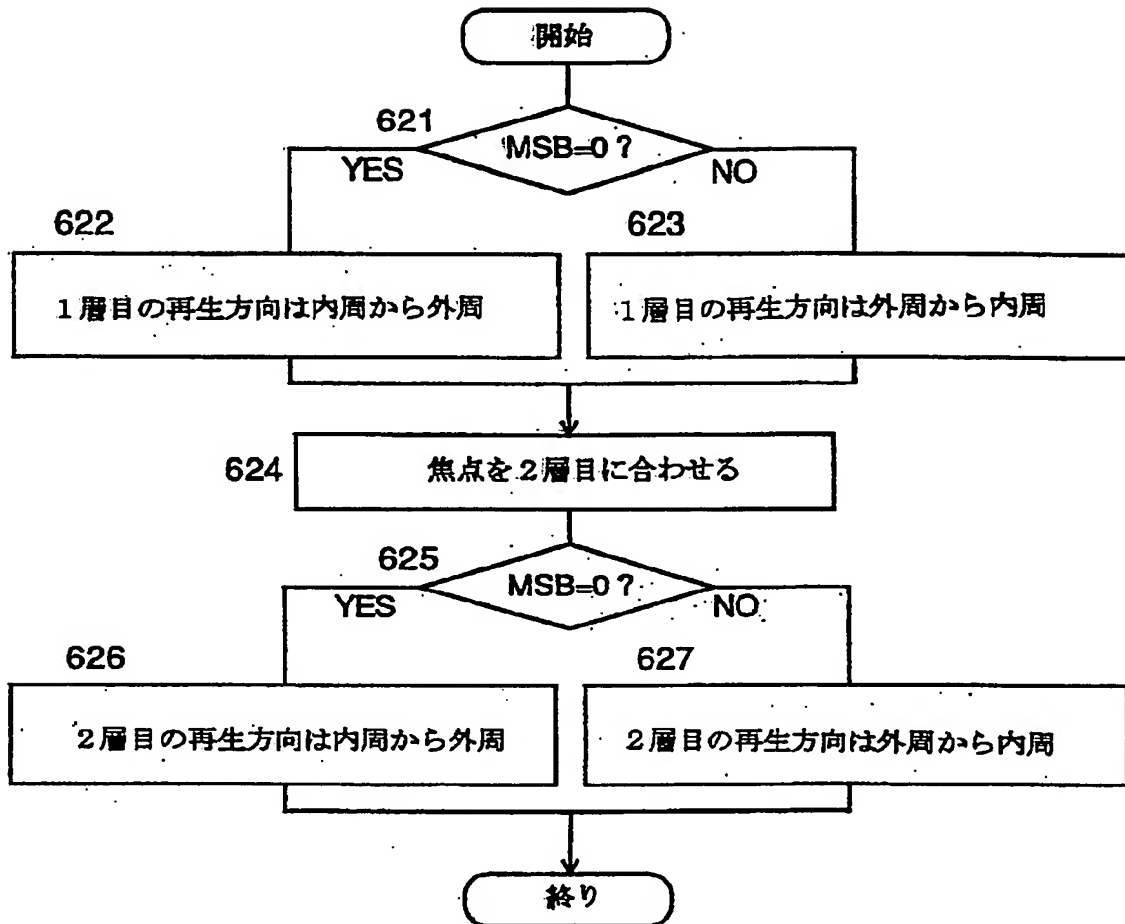 開始
621
MSB=0？
YES
NO
622
623
1層目の再生方向は内周から外周
1層目の再生方向は外周から内周
624
焦点を2層目に合わせる
625
MSB=0？
YES
NO
626
627
2層目の再生方向は内周から外周
2層目の再生方向は外周から内周
終り